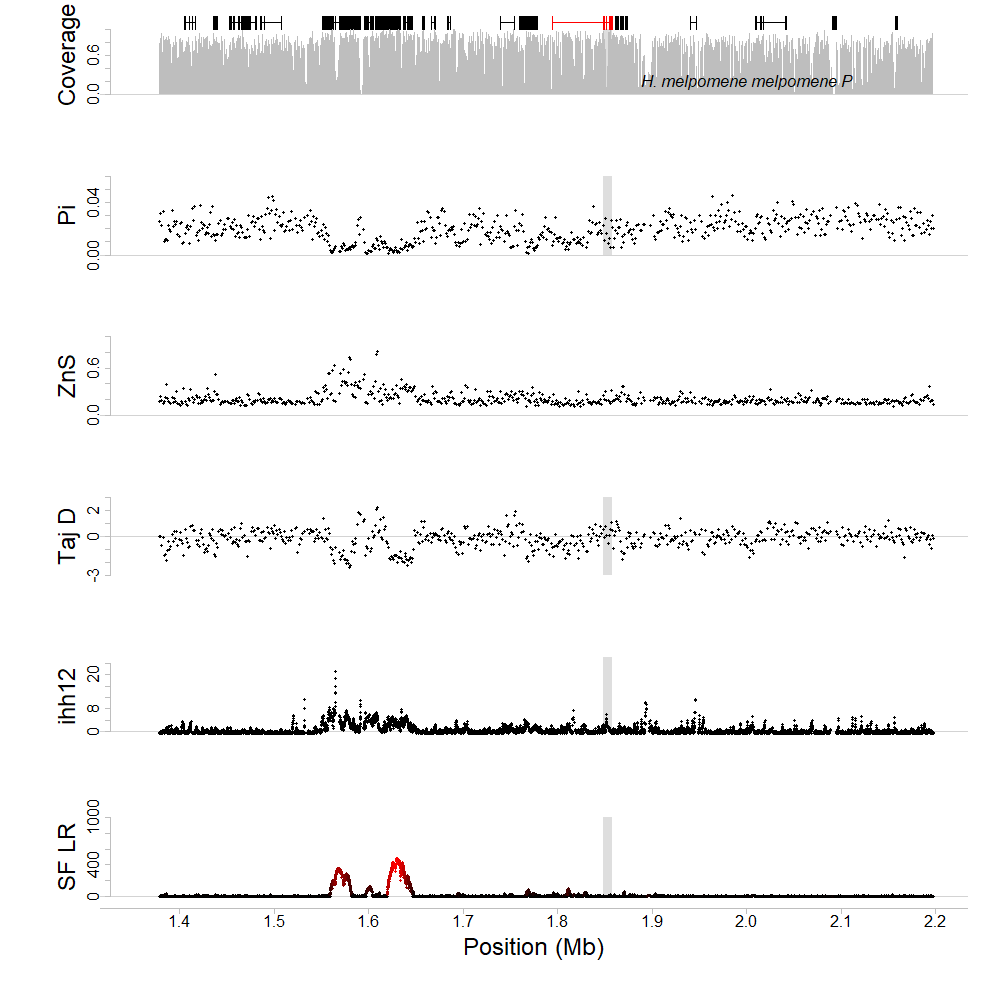 Coverage
0.6
0.0
H. melpomene melpomene P
Pi
0.04
0.00
ZnS
0.6
0.0
Taj D
2
0
-3
ihh12
20
8
0
SF LR
1000
400
0
1.4 1.5 1.6 1.7 1.8 1.9 2.0 2.1 2.2
Position (Mb)